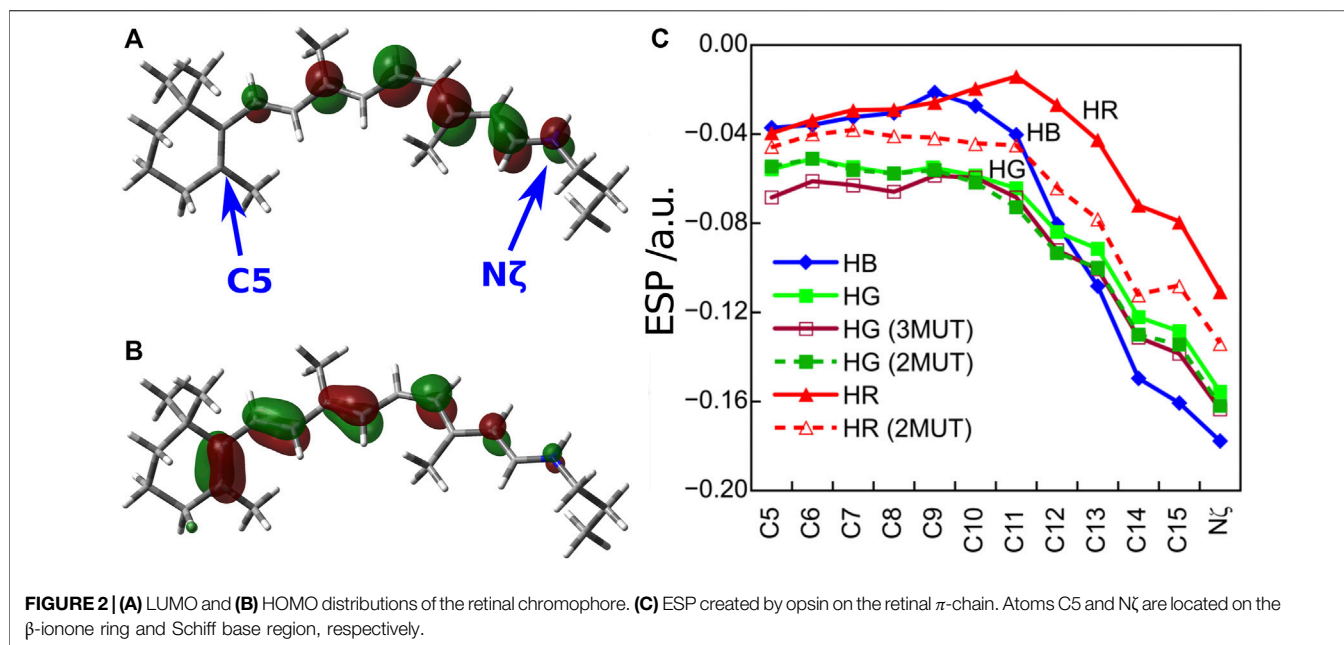 A
C5
Nζ
B
C
ESP /a.u.
0.00
−0.04
−0.08
−0.12
−0.16
−0.20
HR
HB
HG
HB
HG
HG (3MUT)
HG (2MUT)
HR
HR (2MUT)
C5
C6
C7
C8
C9
C10
C11
C12
C13
C14
C15
Nζ
FIGURE 2 | (A) LUMO and (B) HOMO distributions of the retinal chromophore. (C) ESP created by opsin on the retinal π-chain. Atoms C5 and Nζ are located on the
β-ionone ring and Schiff base region, respectively.